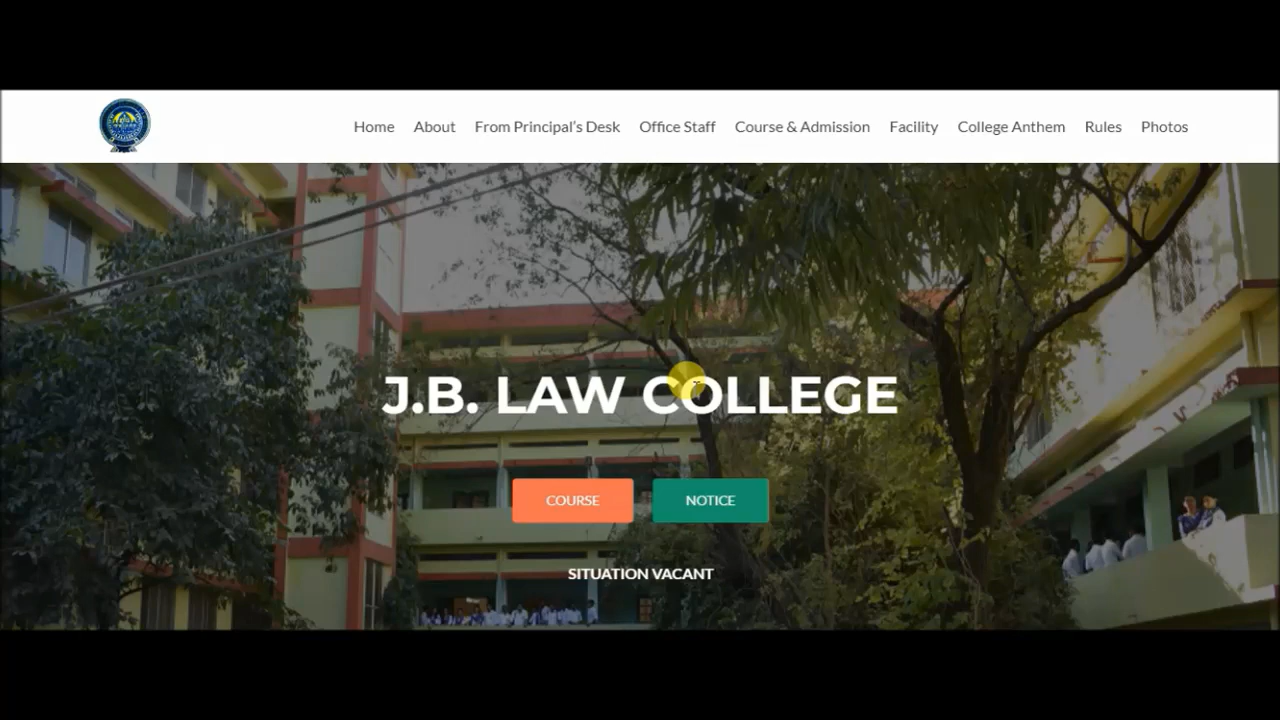 Home About From Principal's Desk Office Staff Course & Admission Facility College Anthem Rules Photos
J.B. LAW COLLEGE
COURSE NOTICE
SITUATION VACANT